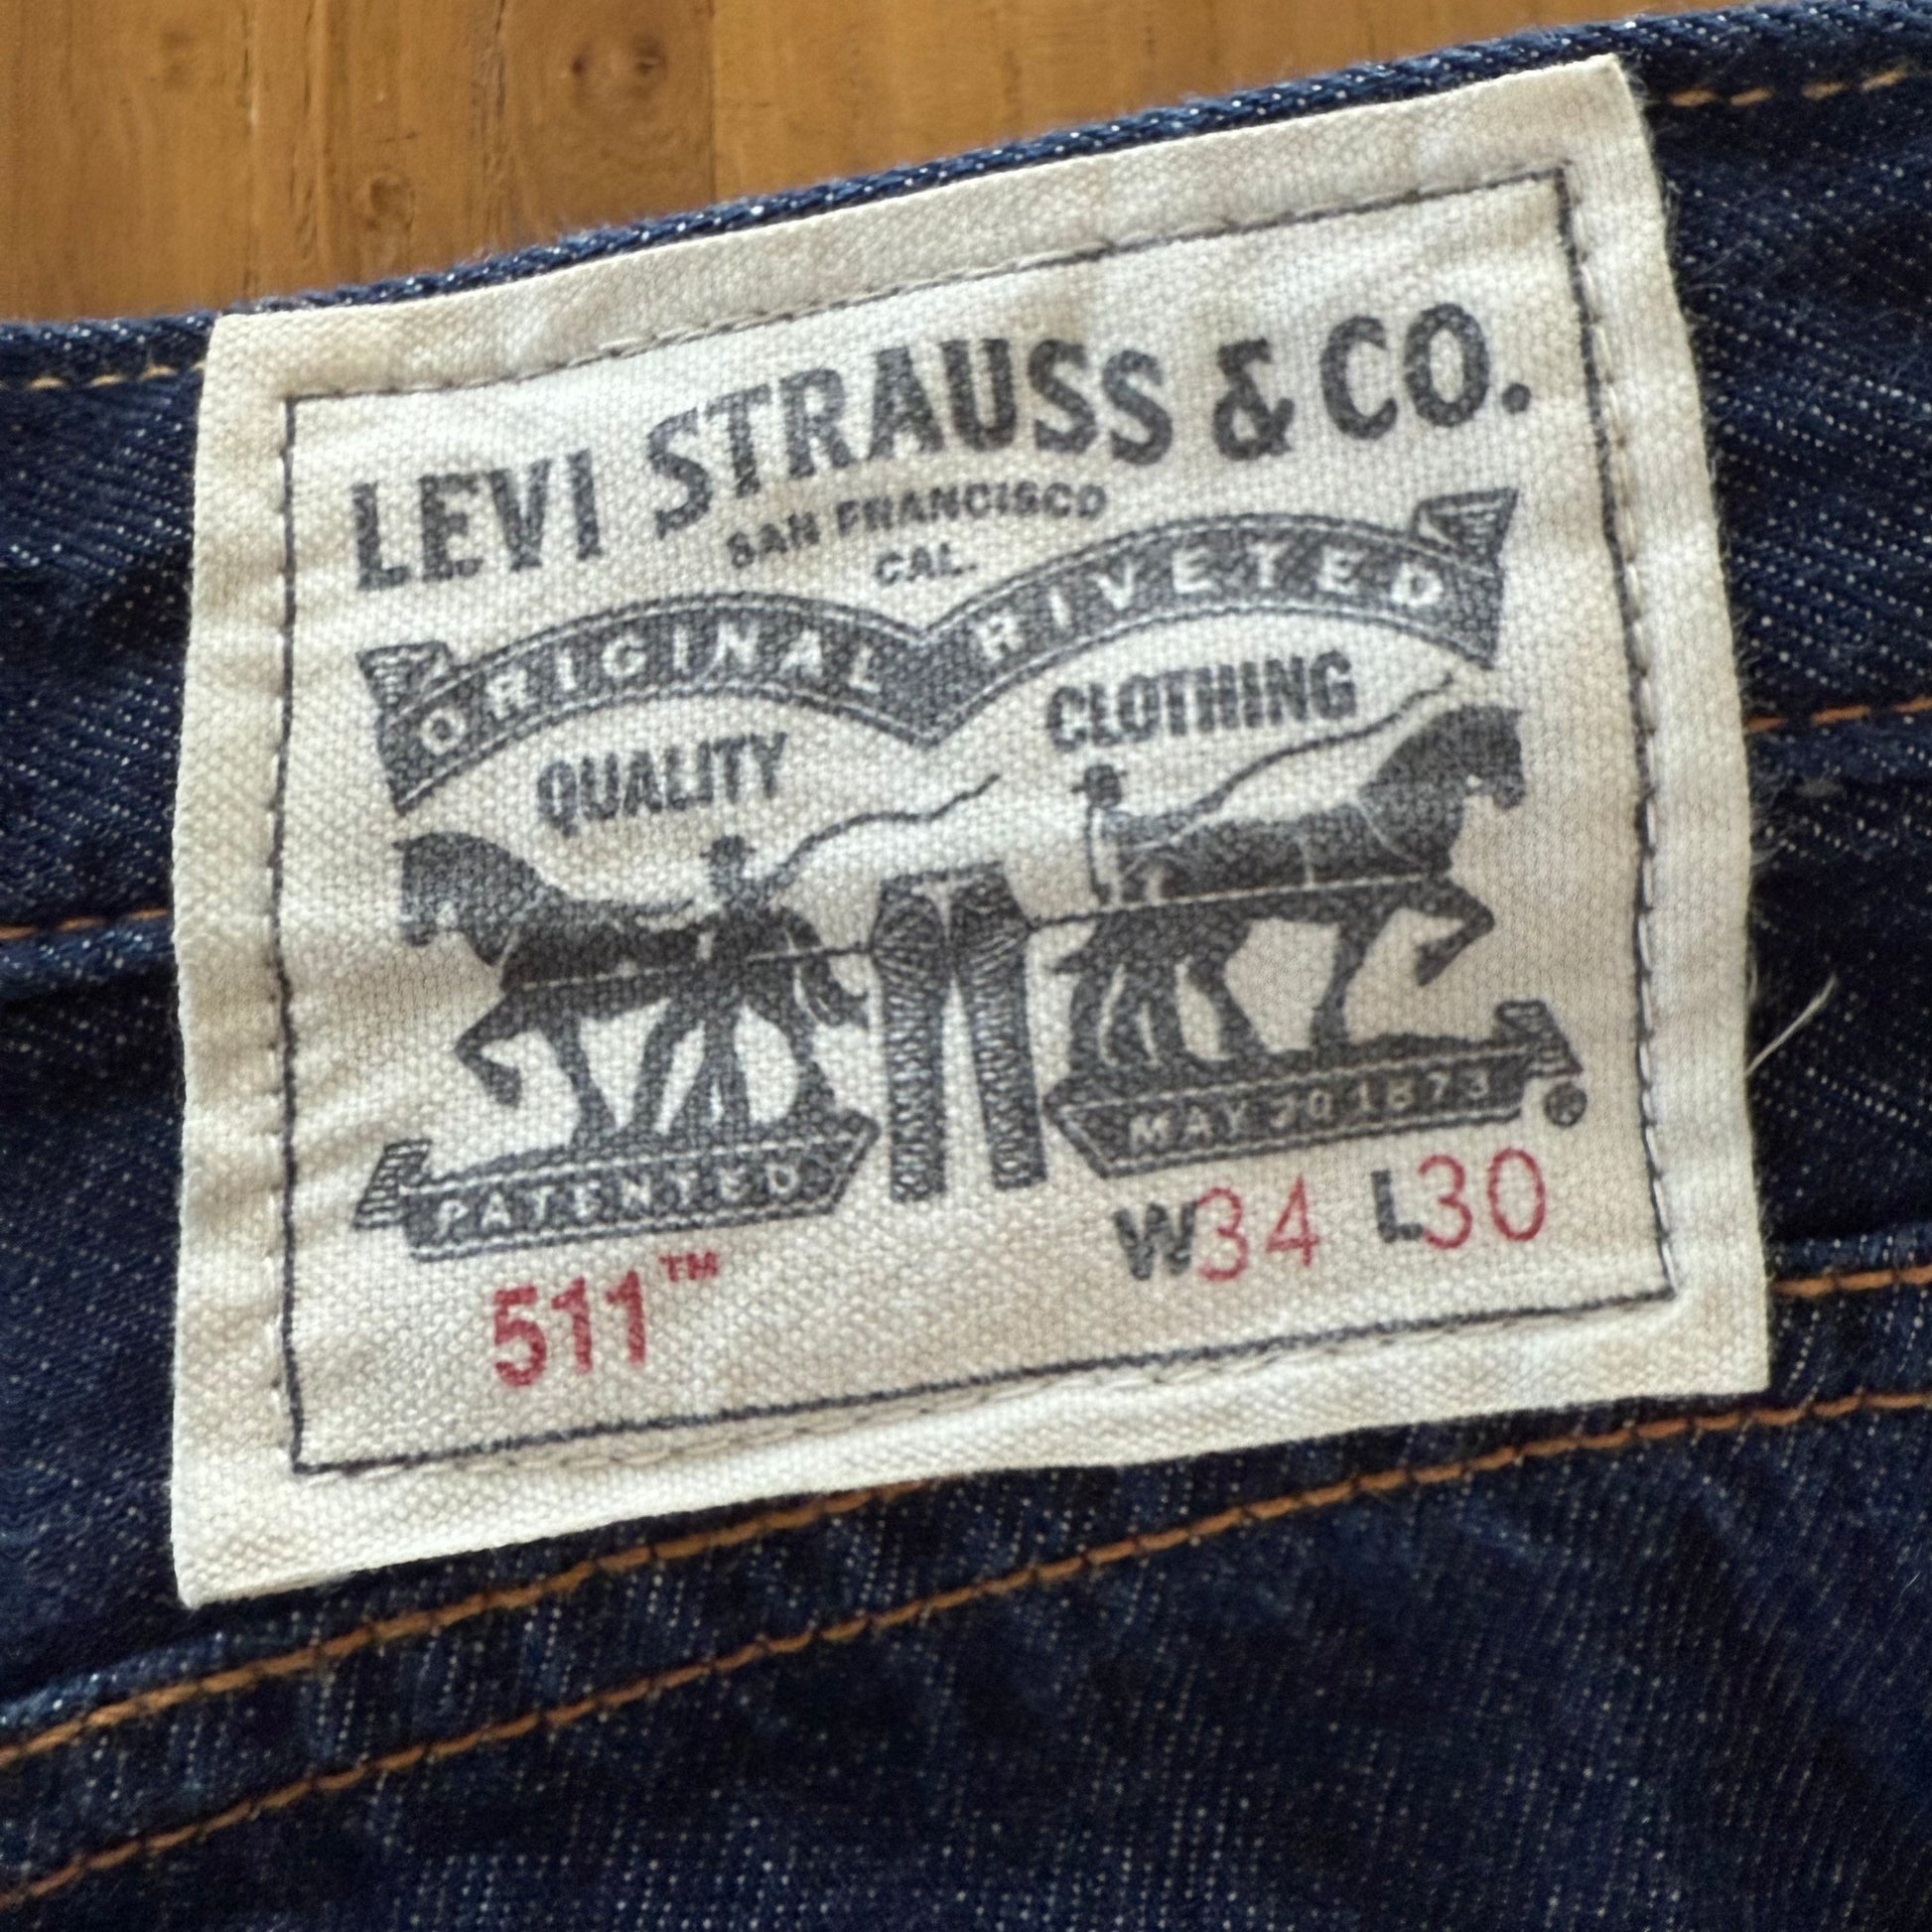 LEVI STRAUSS & CO.
SAN FRANCISCO
CAL.
ORIGINAL RIVETED
QUALITY CLOTHING
PATENTED MAY 20 1873 ®
511™ W34 L30